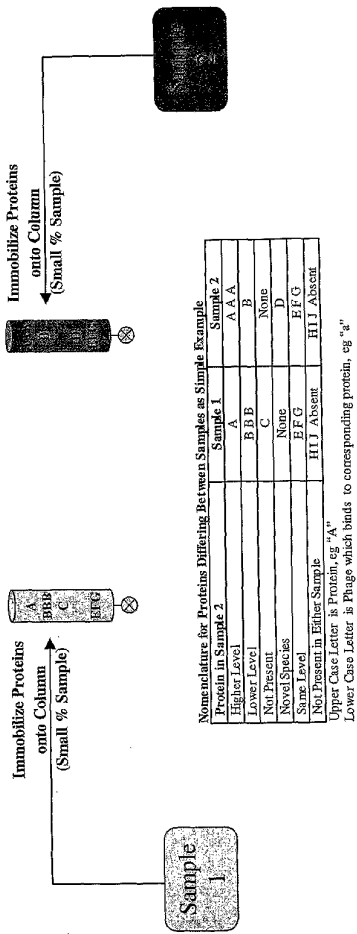 Immobilize Proteins
onto Column
(Small % Sample)
A
BBB
C
EFG
Sample
1
Immobilize Proteins
onto Column
(Small % Sample)
Sample
2
Nomenclature for Proteins Differing Between Samples as Simple Example
Protein in Sample 2 Sample 1 Sample 2
Higher Level A A A A
Lower Level B B B B
Not Present C None
Novel Species None D
Same Level E F G E F G
Not Present in Either Sample H I J Absent H I J Absent
Upper Case Letter is Protein, eg "A"
Lower Case Letter is Phage which binds to corresponding protein, eg "a"